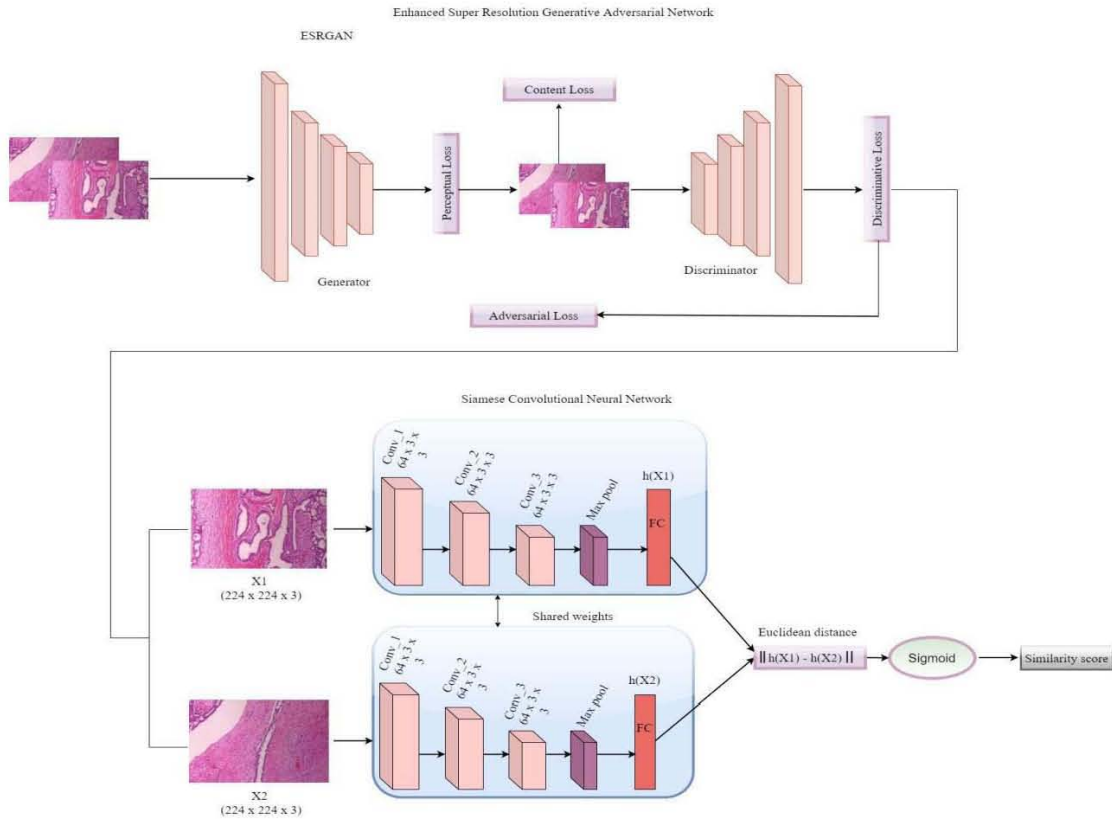 Enhanced Super Resolution Generative Adversarial Network
ESRGAN
Content Loss
Perceptual Loss
Discriminative Loss
Generator
Discriminator
Adversarial Loss
Siamese Convolutional Neural Network
Conv_1
64 x 3 x
3
Conv_2
64 x 3 x 3
Conv_3
64 x 3 x 3
Max pool
h(X1)
FC
X1
(224 x 224 x 3)
Shared weights
Conv_1
64 x 3 x
3
Conv_2
64 x 3 x
3
Conv_3
64 x 3 x
3
Max pool
h(X2)
FC
X2
(224 x 224 x 3)
Euclidean distance
|| h(X1) - h(X2) ||
Sigmoid
Similarity score